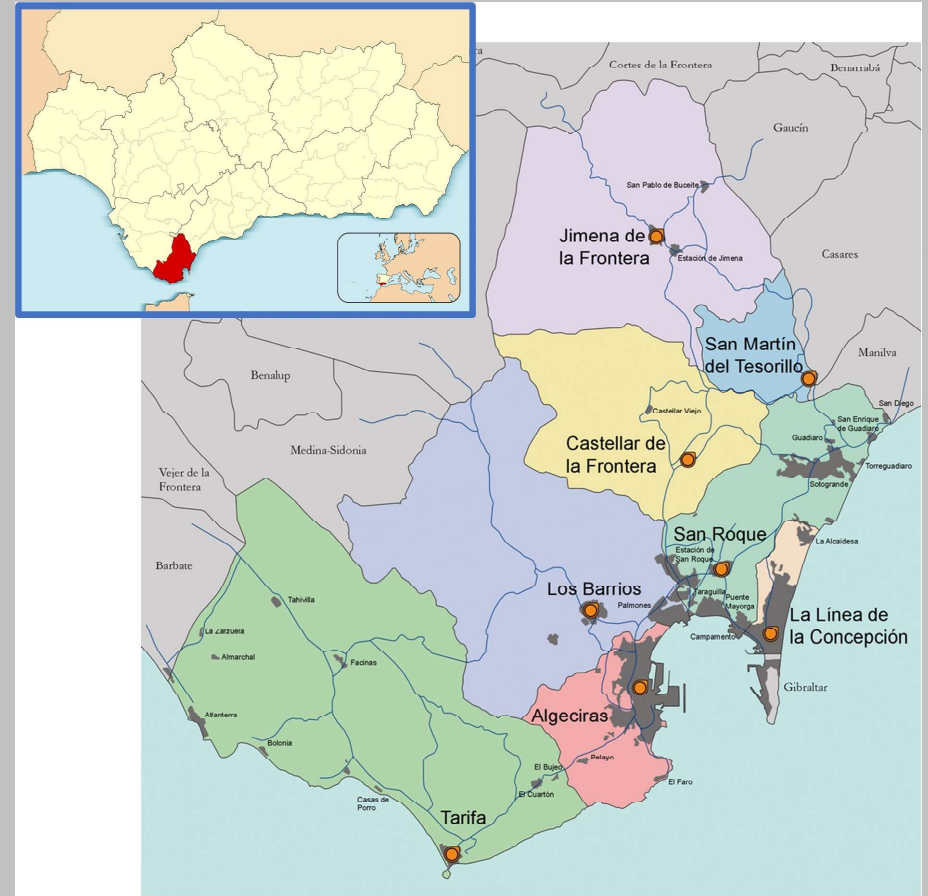 ra
Cortes de la Frontera
Benarrabá
Gaucín
San Pablo de Buceite
Jimena de
la Frontera
Estación de Jimena
Casares
San Martín
del Tesorillo
Manilva
Benalup
Castellar Viejo
San Diego
San Enrique
de Guadiaro
Guadiaro
Medina-Sidonia
Castellar de
la Frontera
Torreguadiaro
Vejer de la
Frontera
Sotogrande
San Roque
La Alcaidesa
Estación de
San Roque
Barbate
Los Barrios
Taraguilla
Puente
Mayorga
Palmones
Tahivilla
La Línea de
la Concepción
Campamento
La Zarzuela
Almarchal
Facinas
Gibraltar
Atlanterra
Algeciras
Bolonia
Pelayo
El Bujeo
El Faro
El Cuartón
Casas de
Porro
Tarifa